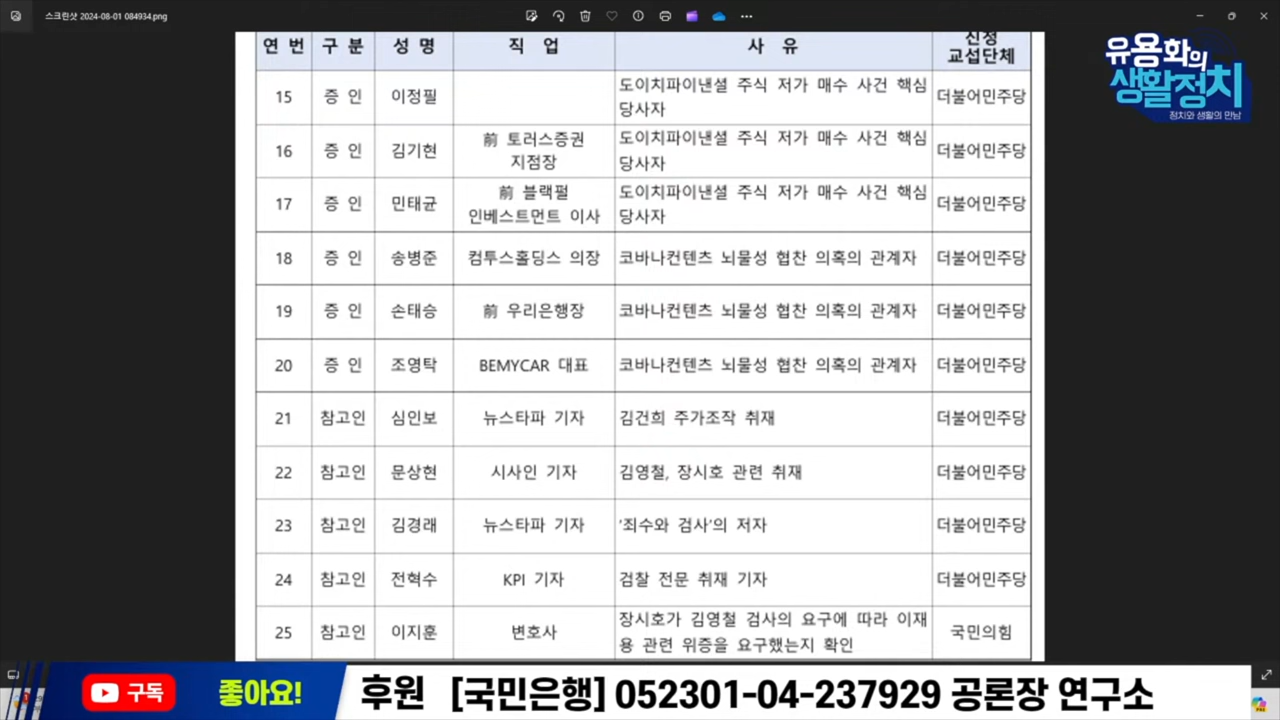 스크린샷 2024-08-01 084934.png
연 번 구 분 성 명 직 업 사 유 신청
교섭단체
유용화의
생활정치
정치와 생활의 만남
15 증 인 이정필 도이치파이낸셜 주식 저가 매수 사건 핵심
당사자 더불어민주당
16 증 인 김기현 前 토러스증권
지점장 도이치파이낸셜 주식 저가 매수 사건 핵심
당사자 더불어민주당
17 증 인 민태균 前 블랙펄
인베스트먼트 이사 도이치파이낸셜 주식 저가 매수 사건 핵심
당사자 더불어민주당
18 증 인 송병준 컴투스홀딩스 의장 코바나컨텐츠 뇌물성 협찬 의혹의 관계자 더불어민주당
19 증 인 손태승 前 우리은행장 코바나컨텐츠 뇌물성 협찬 의혹의 관계자 더불어민주당
20 증 인 조영탁 BEMYCAR 대표 코바나컨텐츠 뇌물성 협찬 의혹의 관계자 더불어민주당
21 참고인 심인보 뉴스타파 기자 김건희 주가조작 취재 더불어민주당
22 참고인 문상현 시사인 기자 김영철, 장시호 관련 취재 더불어민주당
23 참고인 김경래 뉴스타파 기자 '죄수와 검사'의 저자 더불어민주당
24 참고인 전혁수 KPI 기자 검찰 전문 취재 기자 더불어민주당
25 참고인 이지훈 변호사 장시호가 김영철 검사의 요구에 따라 이재
용 관련 위증을 요구했는지 확인 국민의힘
구독 좋아요! 후원 [국민은행] 052301-04-237929 공론장 연구소